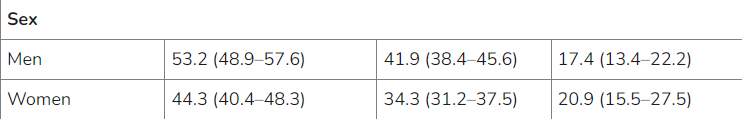 Sex
Men 53.2 (48.9–57.6) 41.9 (38.4–45.6) 17.4 (13.4–22.2)
Women 44.3 (40.4–48.3) 34.3 (31.2–37.5) 20.9 (15.5–27.5)